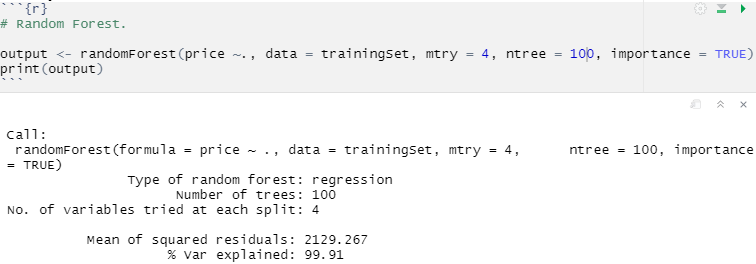 ```{r}
# Random Forest.
output <- randomForest(price ~., data = trainingSet, mtry = 4, ntree = 100, importance = TRUE)
print(output)
```
Call:
randomForest(formula = price ~ ., data = trainingSet, mtry = 4,      ntree = 100, importance
= TRUE)
Type of random forest: regression
Number of trees: 100
No. of variables tried at each split: 4
Mean of squared residuals: 2129.267
% Var explained: 99.91